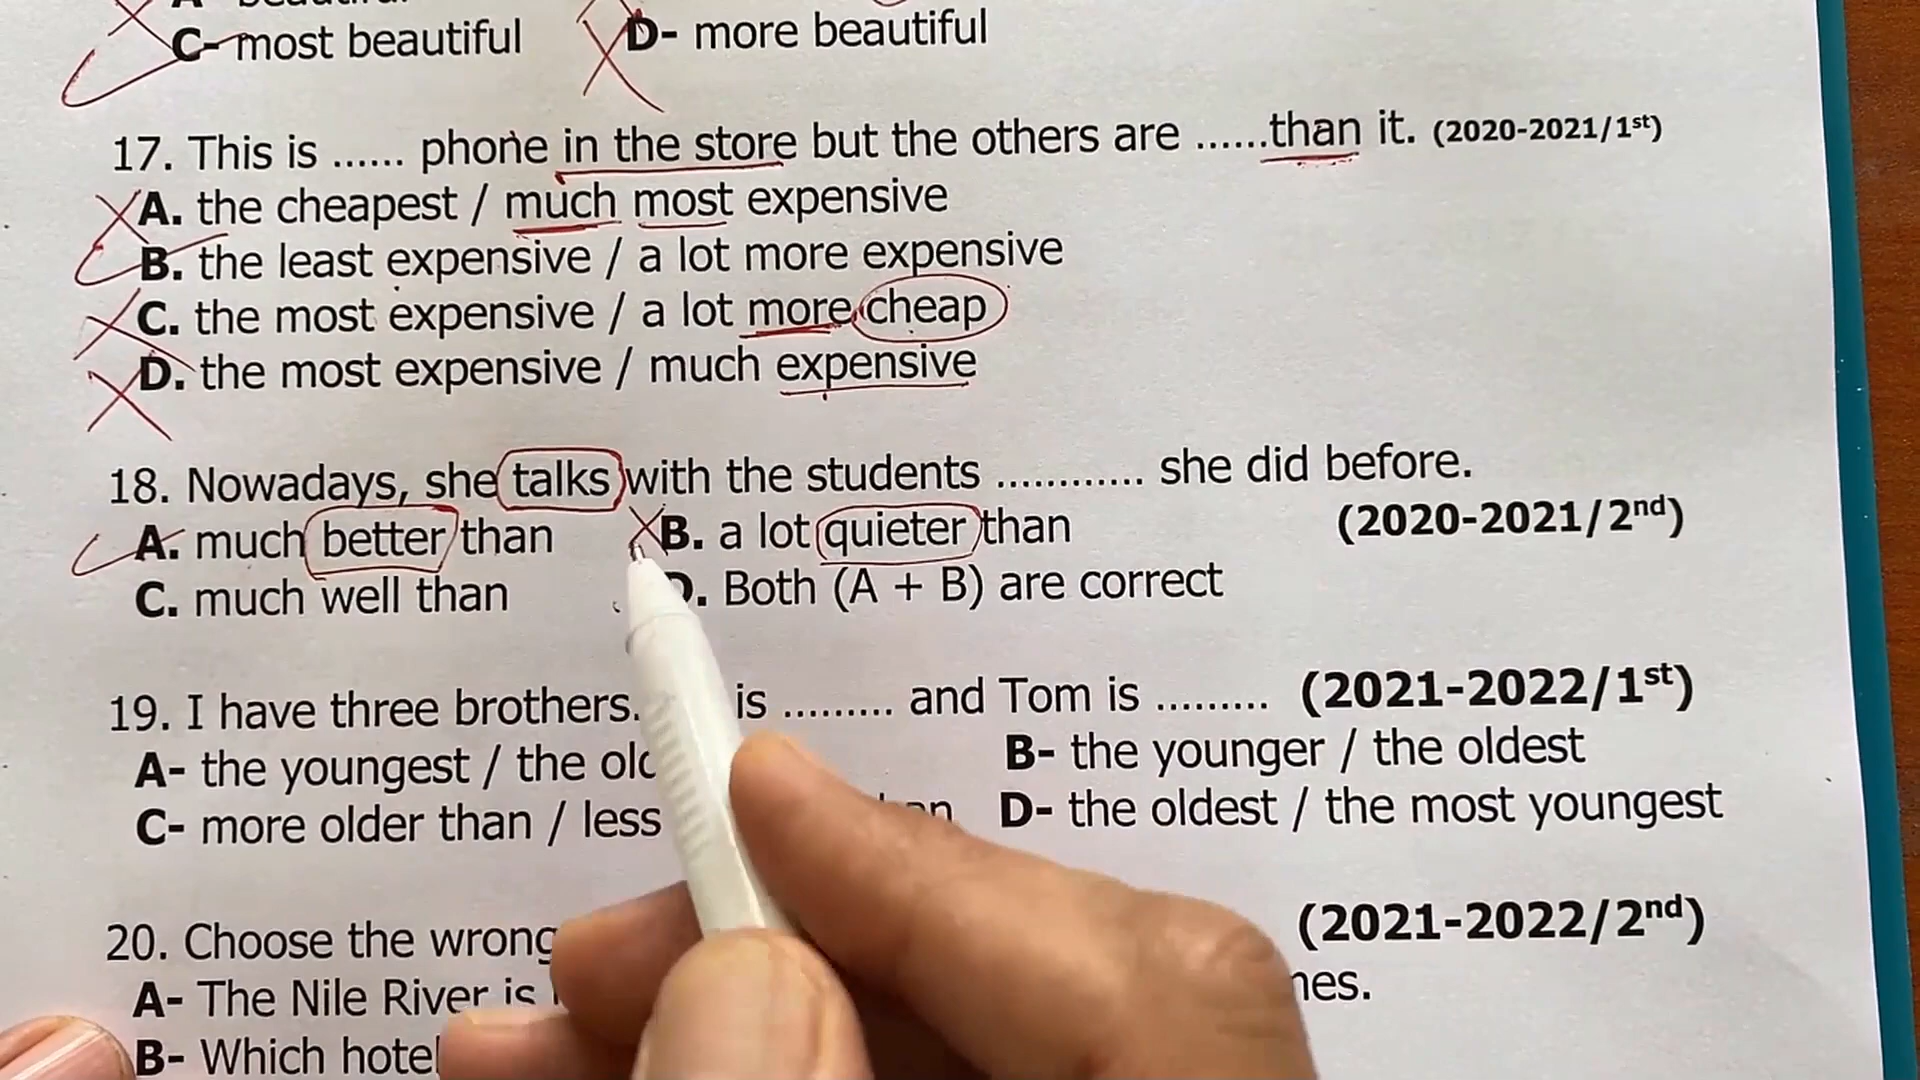 A- beautiful
C- most beautiful D- more beautiful
17. This is ...... phone in the store but the others are ......than it. (2020-2021/1st)
A. the cheapest / much most expensive
B. the least expensive / a lot more expensive
C. the most expensive / a lot more cheap
D. the most expensive / much expensive
18. Nowadays, she talks with the students ............ she did before.
A. much better than B. a lot quieter than (2020-2021/2nd)
C. much well than D. Both (A + B) are correct
19. I have three brothers. is ......... and Tom is ......... (2021-2022/1st)
A- the youngest / the B- the younger / the oldest
C- more older than / less D- the oldest / the most youngest
20. Choose the wrong (2021-2022/2nd)
A- The Nile River is
B- Which hotel